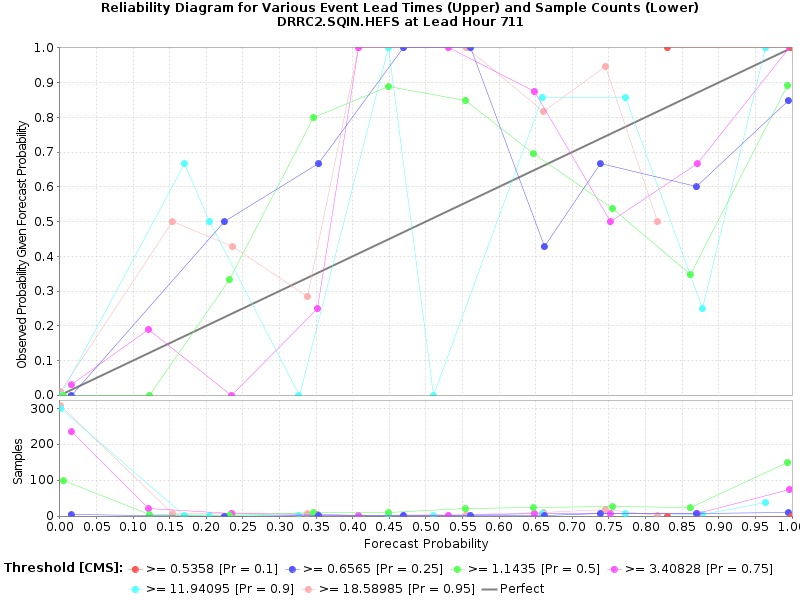 Reliability Diagram for Various Event Lead Times (Upper) and Sample Counts (Lower)
DRRC2.SQIN.HEFS at Lead Hour 711
Observed Probability Given Forecast Probability
1.0
0.9
0.8
0.7
0.6
0.5
0.4
0.3
0.2
0.1
0.0
Samples
300
200
100
0
0.00 0.05 0.10 0.15 0.20 0.25 0.30 0.35 0.40 0.45 0.50 0.55 0.60 0.65 0.70 0.75 0.80 0.85 0.90 0.95 1.0
Forecast Probability
Threshold [CMS]: >= 0.5358 [Pr = 0.1] >= 0.6565 [Pr = 0.25] >= 1.1435 [Pr = 0.5] >= 3.40828 [Pr = 0.75]
>= 11.94095 [Pr = 0.9] >= 18.58985 [Pr = 0.95] Perfect